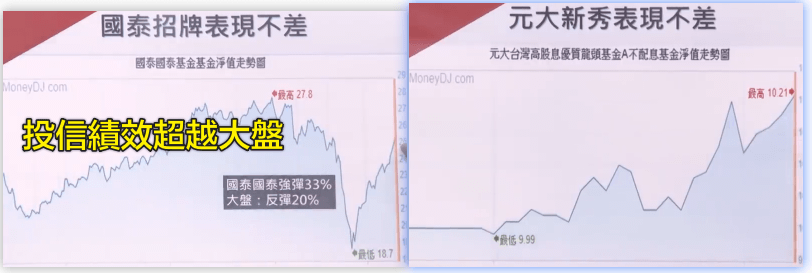 國泰招牌表現不差
國泰國泰基金基金淨值走勢圖
MoneyDJ.com
最高 27.8
投信績效超越大盤
國泰國泰強彈33%
大盤：反彈20%
最低 18.7
元大新秀表現不差
元大台灣高股息優質龍頭基金A不配息基金淨值走勢圖
MoneyDJ.com
最高 10.21
最低 9.99